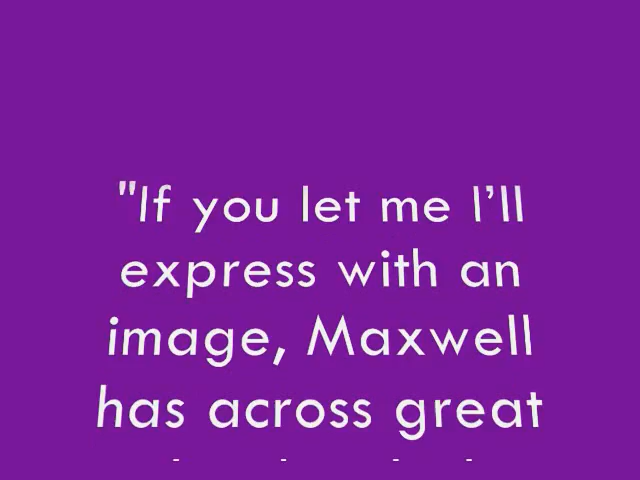 "If you let me I’ll
express with an
image, Maxwell
has across great